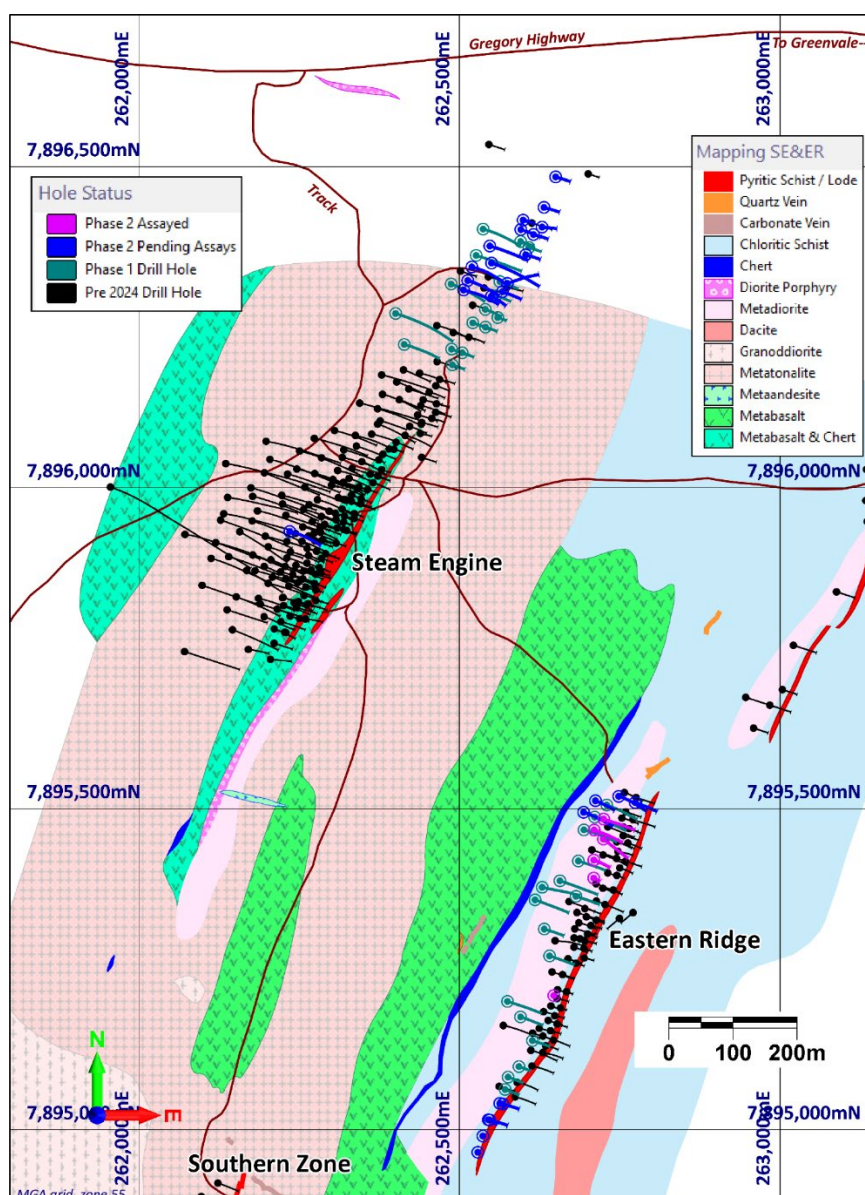 Gregory Highway
To Greenvale
262,000mE
262,500mE
263,000mE
7,896,500mN
Track
Hole Status
Phase 2 Assayed
Phase 2 Pending Assays
Phase 1 Drill Hole
Pre 2024 Drill Hole
Mapping SE&ER
Pyritic Schist / Lode
Quartz Vein
Carbonate Vein
Chloritic Schist
Chert
Diorite Porphyry
Metadiorite
Dacite
Granoddiorite
Metatonalite
Metaandesite
Metabasalt
Metabasalt & Chert
7,896,000mN
7,896,000mN
Steam Engine
7,895,500mN
7,895,500mN
Eastern Ridge
0 100 200m
N
E
7,895,000mN
7,895,000mN
262,000mE
262,500mE
263,000mE
Southern Zone
MGA grid, zone 55